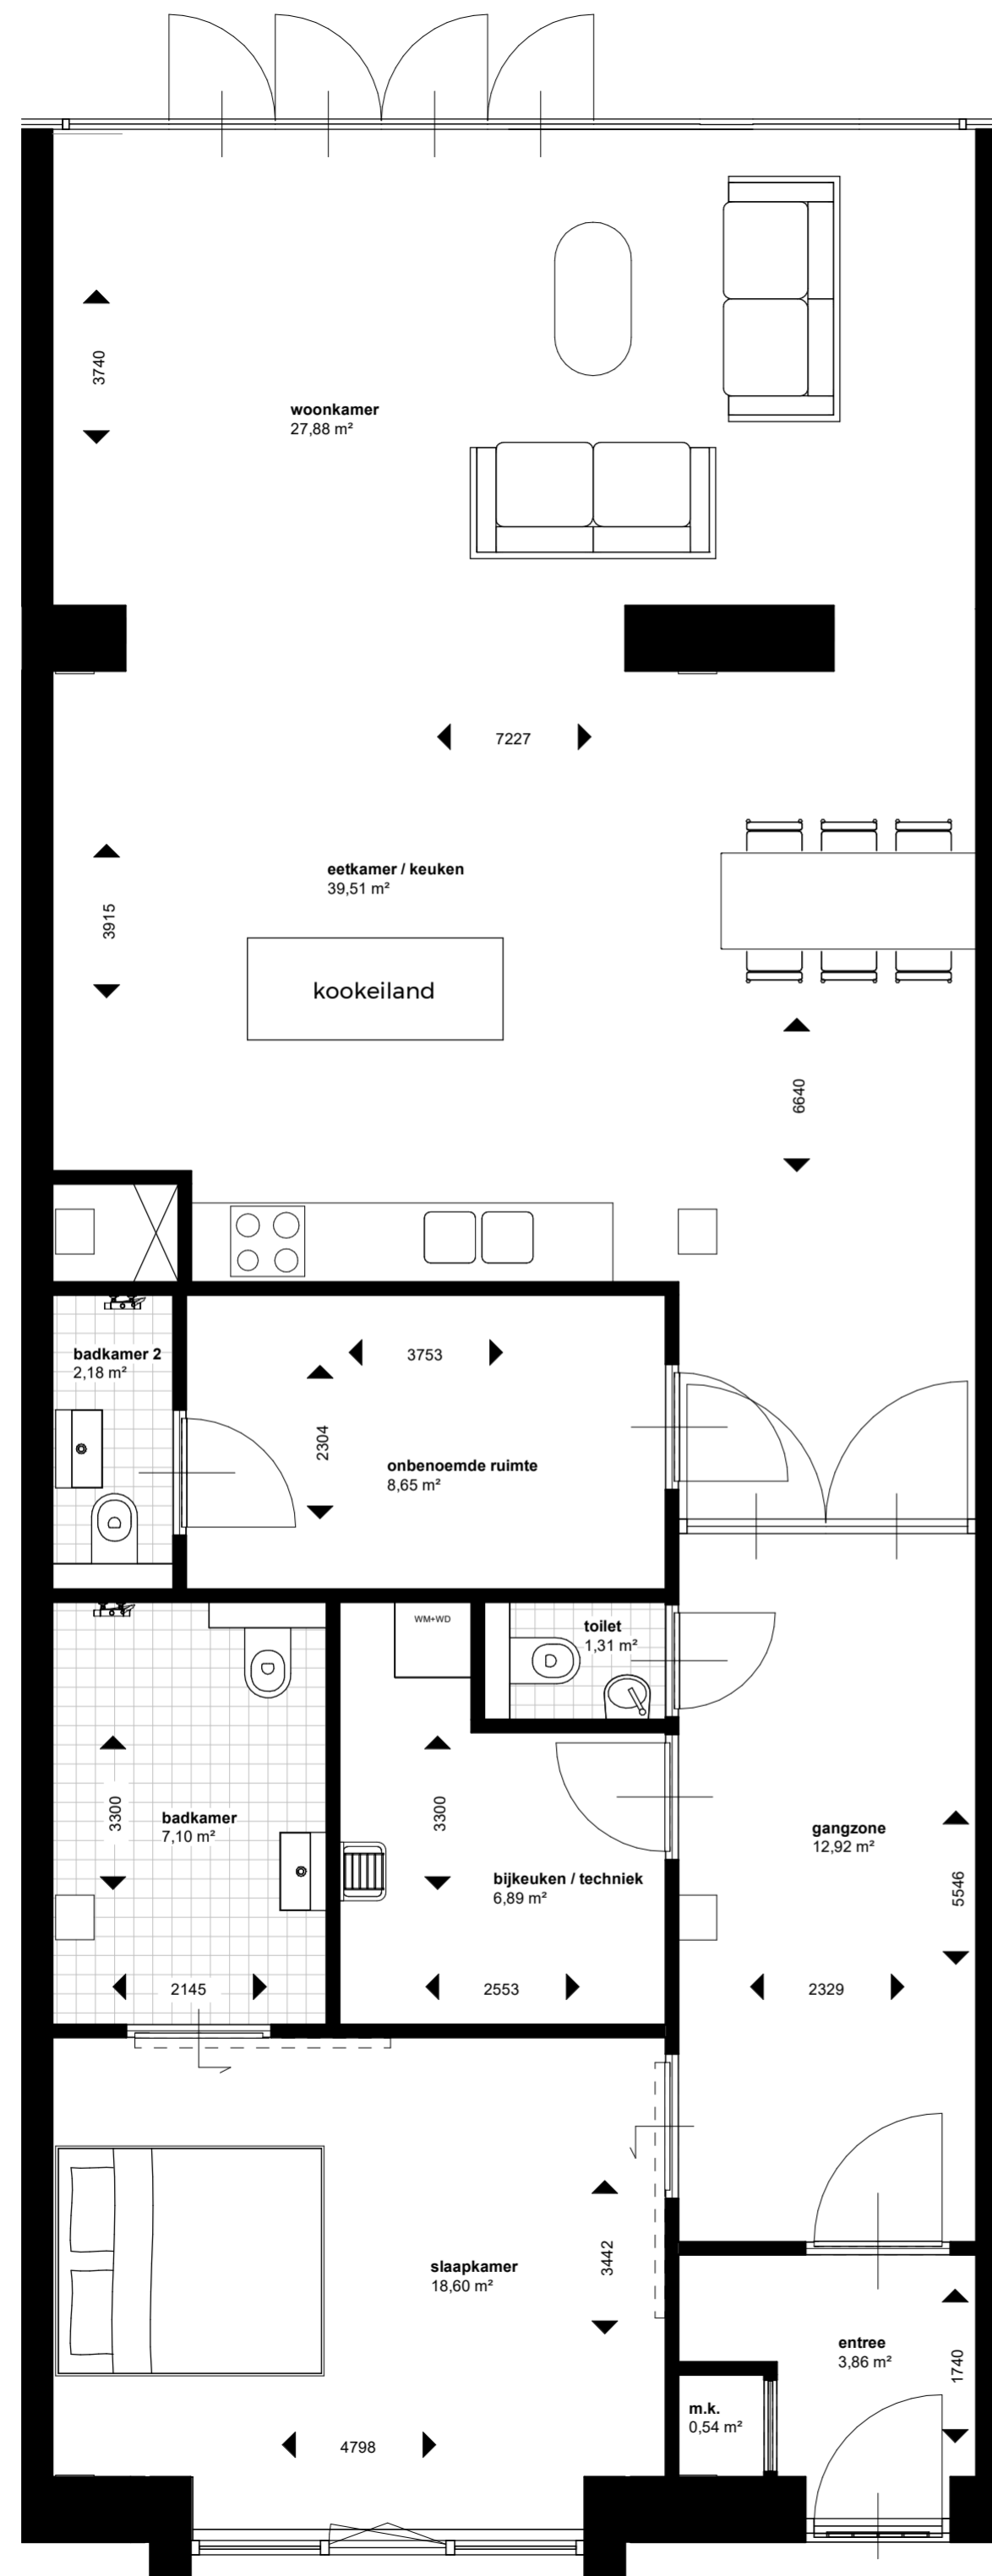 3740
woonkamer
27,88 m²
7227
eetkamer / keuken
39,51 m²
3915
kookeiland
6640
badkamer 2
2,18 m²
3753
2304
onbenoemde ruimte
8,65 m²
WM+WD
toilet
1,31 m²
3300
badkamer
7,10 m²
3300
gangzone
12,92 m²
bijkeuken / techniek
6,89 m²
5546
2145
2553
2329
3442
slaapkamer
18,60 m²
entree
3,86 m²
1740
m.k.
0,54 m²
4798